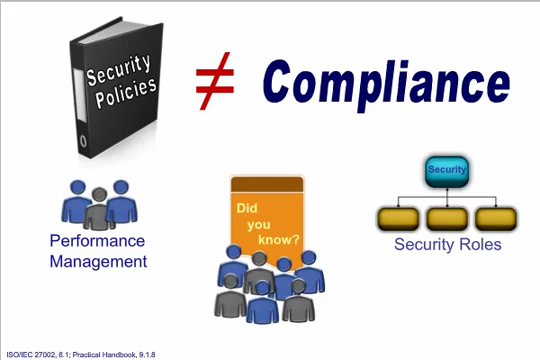 Security
Policies
≠ Compliance
Security
Did
you
know?
Performance
Management
Security Roles
ISO/IEC 27002, 6.1; Practical Handbook, 9.1.8